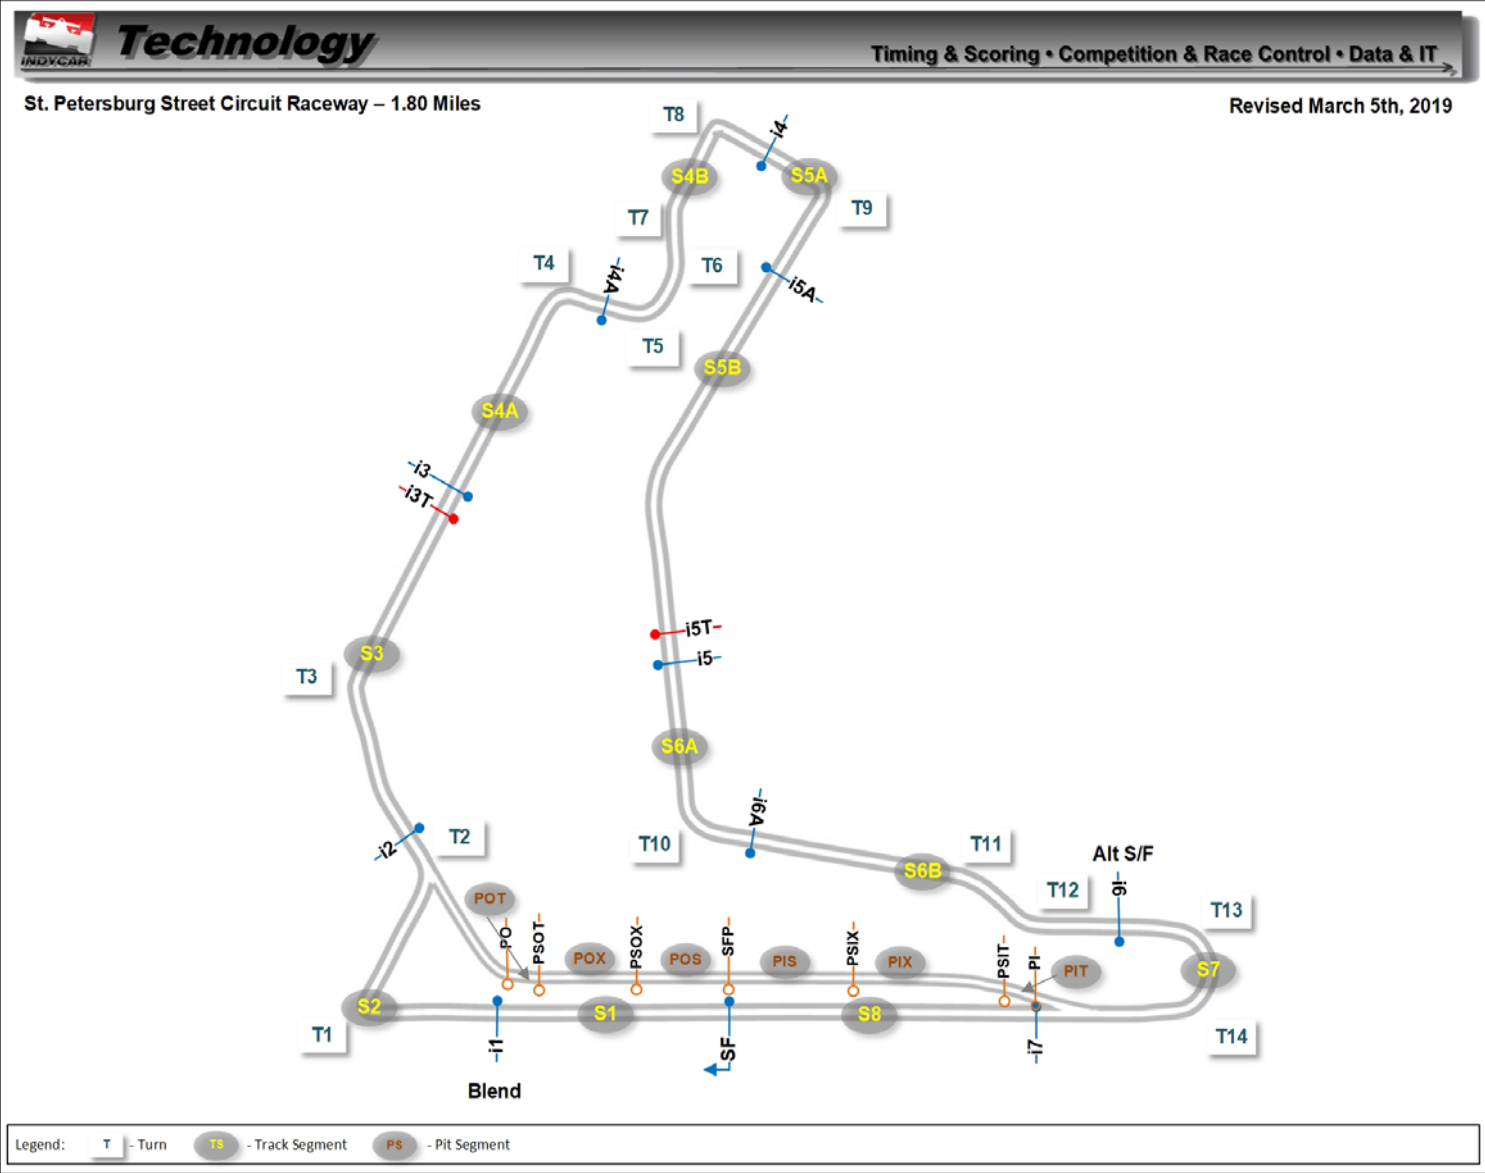 INDYCAR
Technology
Timing & Scoring • Competition & Race Control • Data & IT
St. Petersburg Street Circuit Raceway – 1.80 Miles
Revised March 5th, 2019
T8
i4
S4B
S5A
T7
T9
T4
i4A
T6
i5A
T5
S5B
S4A
i3
i3T
i5T
i5
S3
T3
S6A
i6A
T2
i2
T10
T11
Alt S/F
S6B
i6
T12
T13
POT
PO
PSOT
PSOX
SFP
PSIX
PSIT
PI
POX
POS
PIS
PIX
PIT
S7
S2
S1
S8
T1
T14
i1
SF
i7
Blend
Legend:
T - Turn
TS - Track Segment
PS - Pit Segment